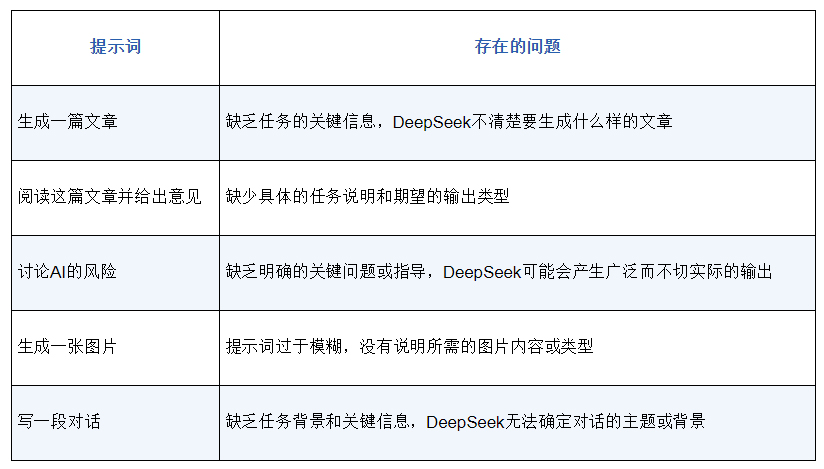 提示词
存在的问题
生成一篇文章
缺乏任务的关键信息，DeepSeek不清楚要生成什么样的文章
阅读这篇文章并给出意见
缺少具体的任务说明和期望的输出类型
讨论AI的风险
缺乏明确的关键问题或指导，DeepSeek可能会产生广泛而不切实际的输出
生成一张图片
提示词过于模糊，没有说明所需的图片内容或类型
写一段对话
缺乏任务背景和关键信息，DeepSeek无法确定对话的主题或背景